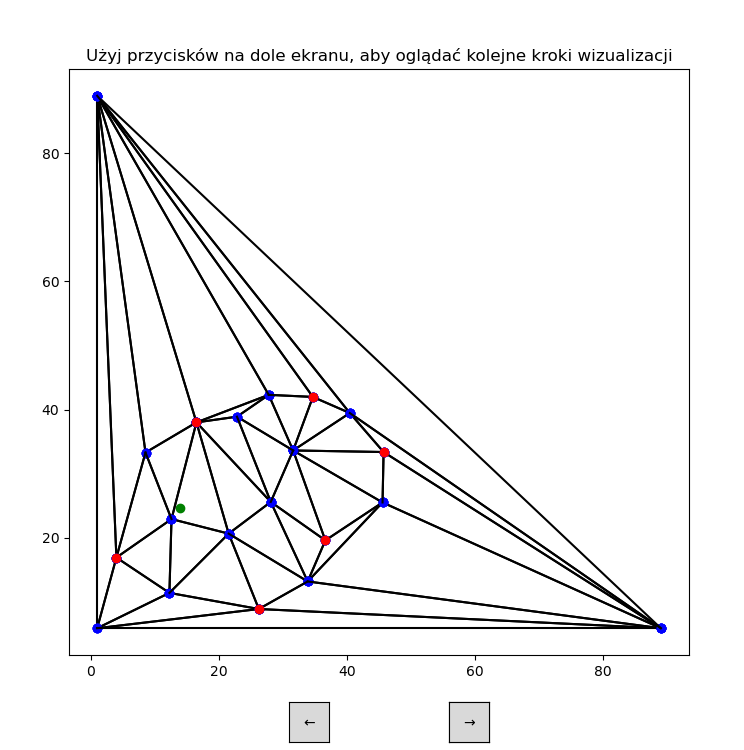 Użyj przycisków na dole ekranu, aby oglądać kolejne kroki wizualizacji
80
60
40
20
0 20 40 60 80
← →